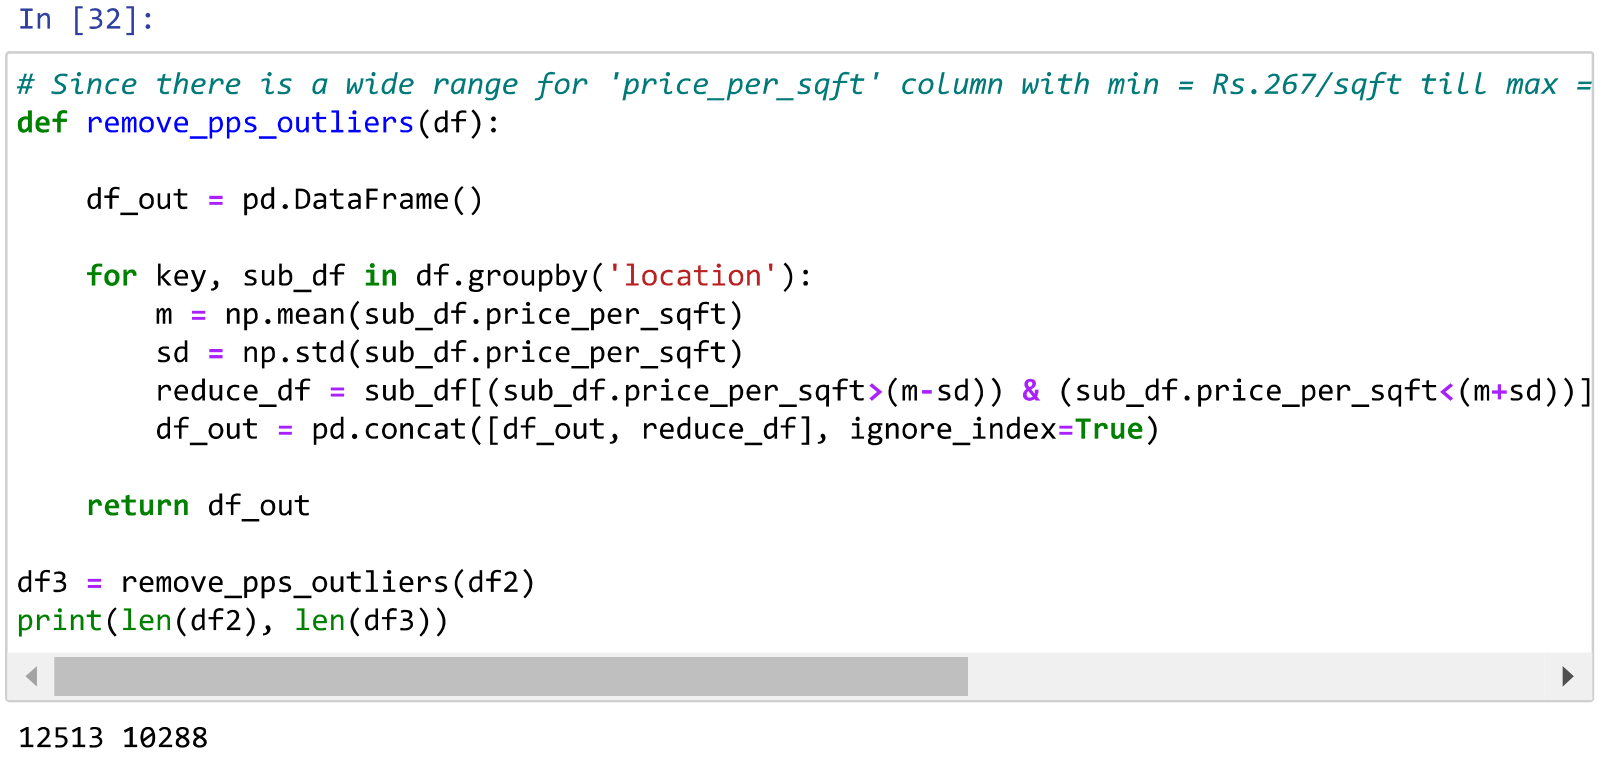 In [32]:
# Since there is a wide range for 'price_per_sqft' column with min = Rs.267/sqft till max =
def remove_pps_outliers(df):
    df_out = pd.DataFrame()
    for key, sub_df in df.groupby('location'):
        m = np.mean(sub_df.price_per_sqft)
        sd = np.std(sub_df.price_per_sqft)
        reduce_df = sub_df[(sub_df.price_per_sqft>(m-sd)) & (sub_df.price_per_sqft<(m+sd))]
        df_out = pd.concat([df_out, reduce_df], ignore_index=True)
    return df_out
df3 = remove_pps_outliers(df2)
print(len(df2), len(df3))
12513 10288